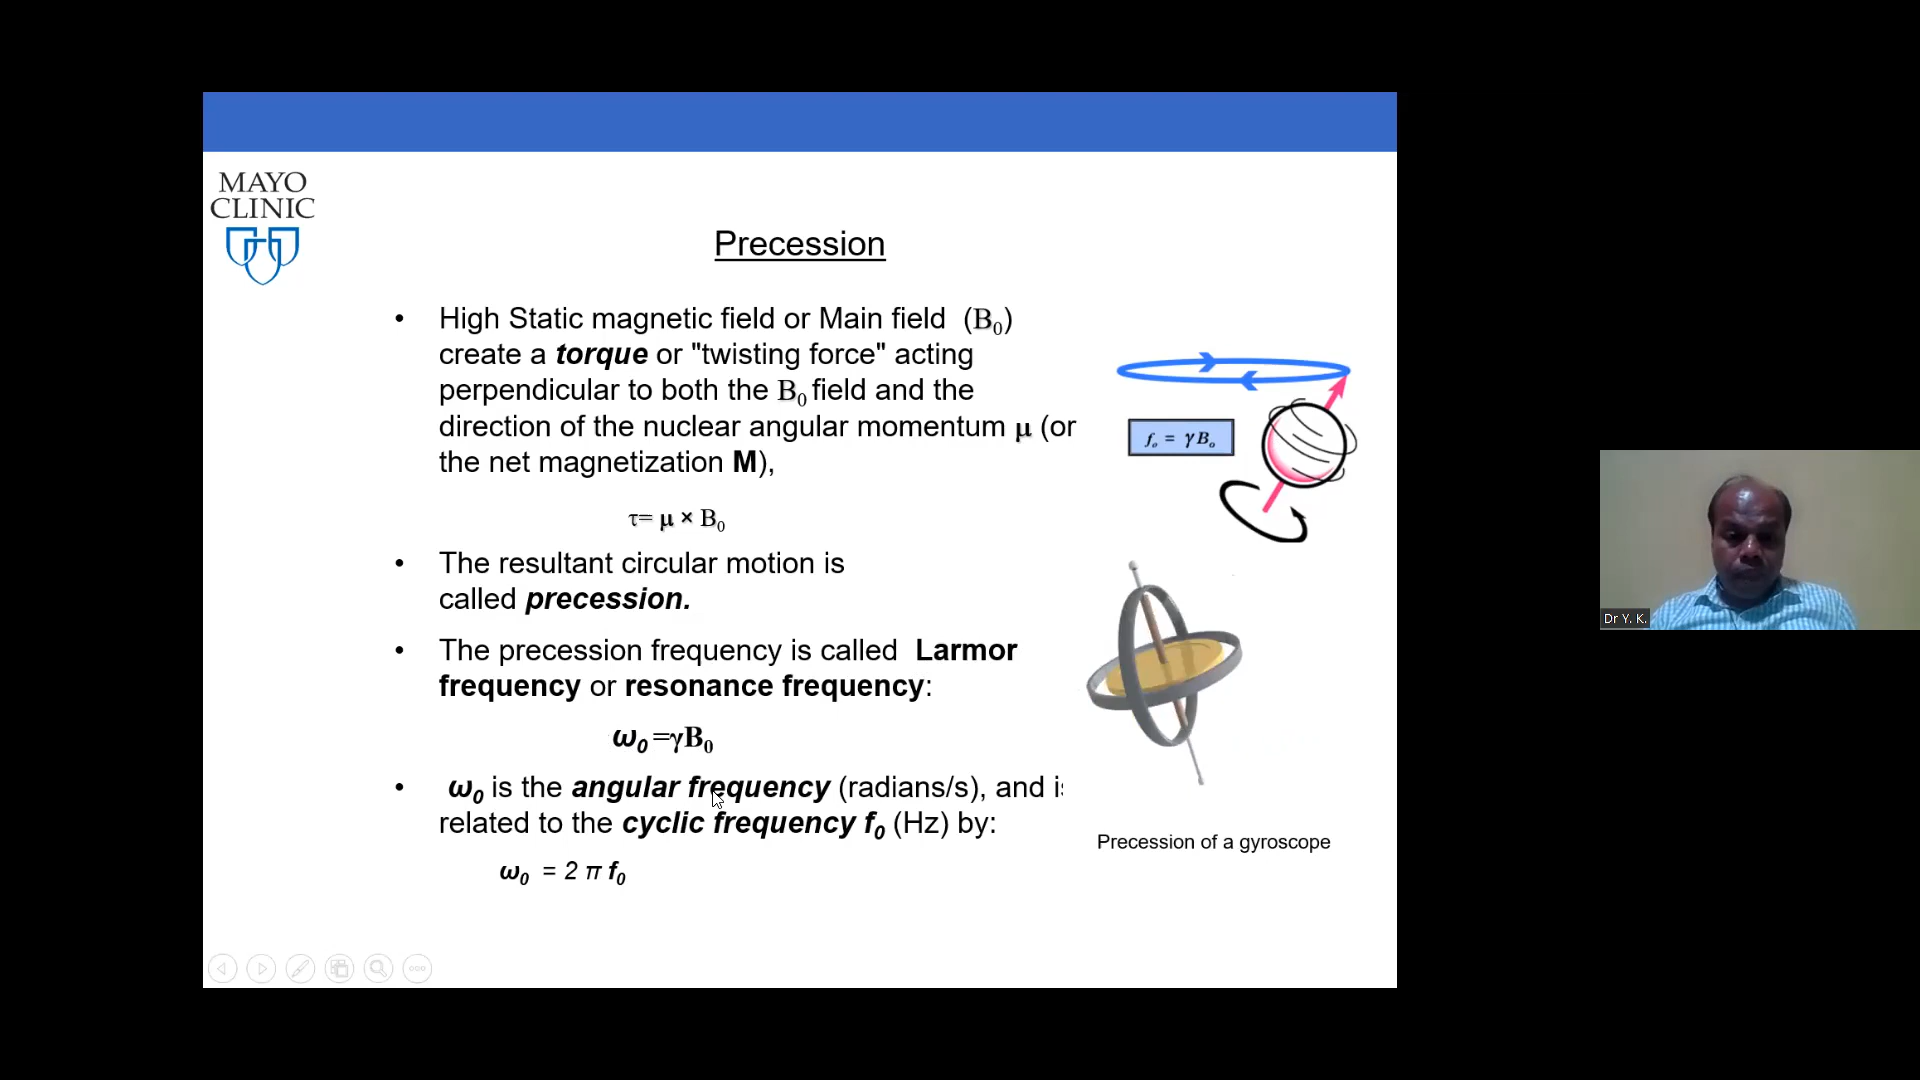 MAYO
CLINIC
Precession
• High Static magnetic field or Main field (B₀)
create a torque or "twisting force" acting
perpendicular to both the B₀ field and the
direction of the nuclear angular momentum μ (or
the net magnetization M),
τ= μ × B₀
• The resultant circular motion is
called precession.
• The precession frequency is called Larmor
frequency or resonance frequency:
ω₀ =γB₀
• ω₀ is the angular frequency (radians/s), and is
related to the cyclic frequency f₀ (Hz) by:
ω₀ = 2 π f₀
fₒ = γBₒ
Precession of a gyroscope
Dr Y. K.